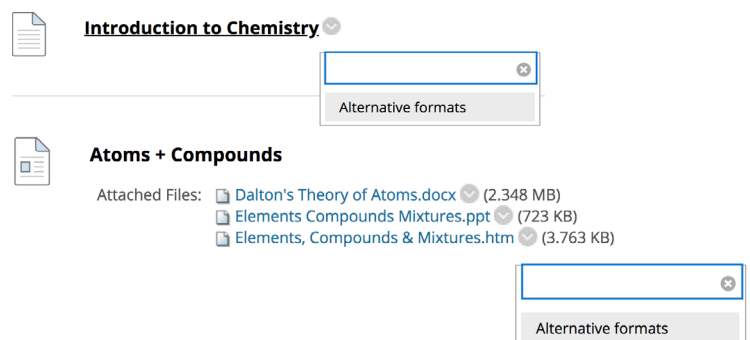 Introduction to Chemistry
Alternative formats
Atoms + Compounds
Attached Files: Dalton's Theory of Atoms.docx (2.348 MB)
Elements Compounds Mixtures.ppt (723 KB)
Elements, Compounds & Mixtures.htm (3.763 KB)
Alternative formats